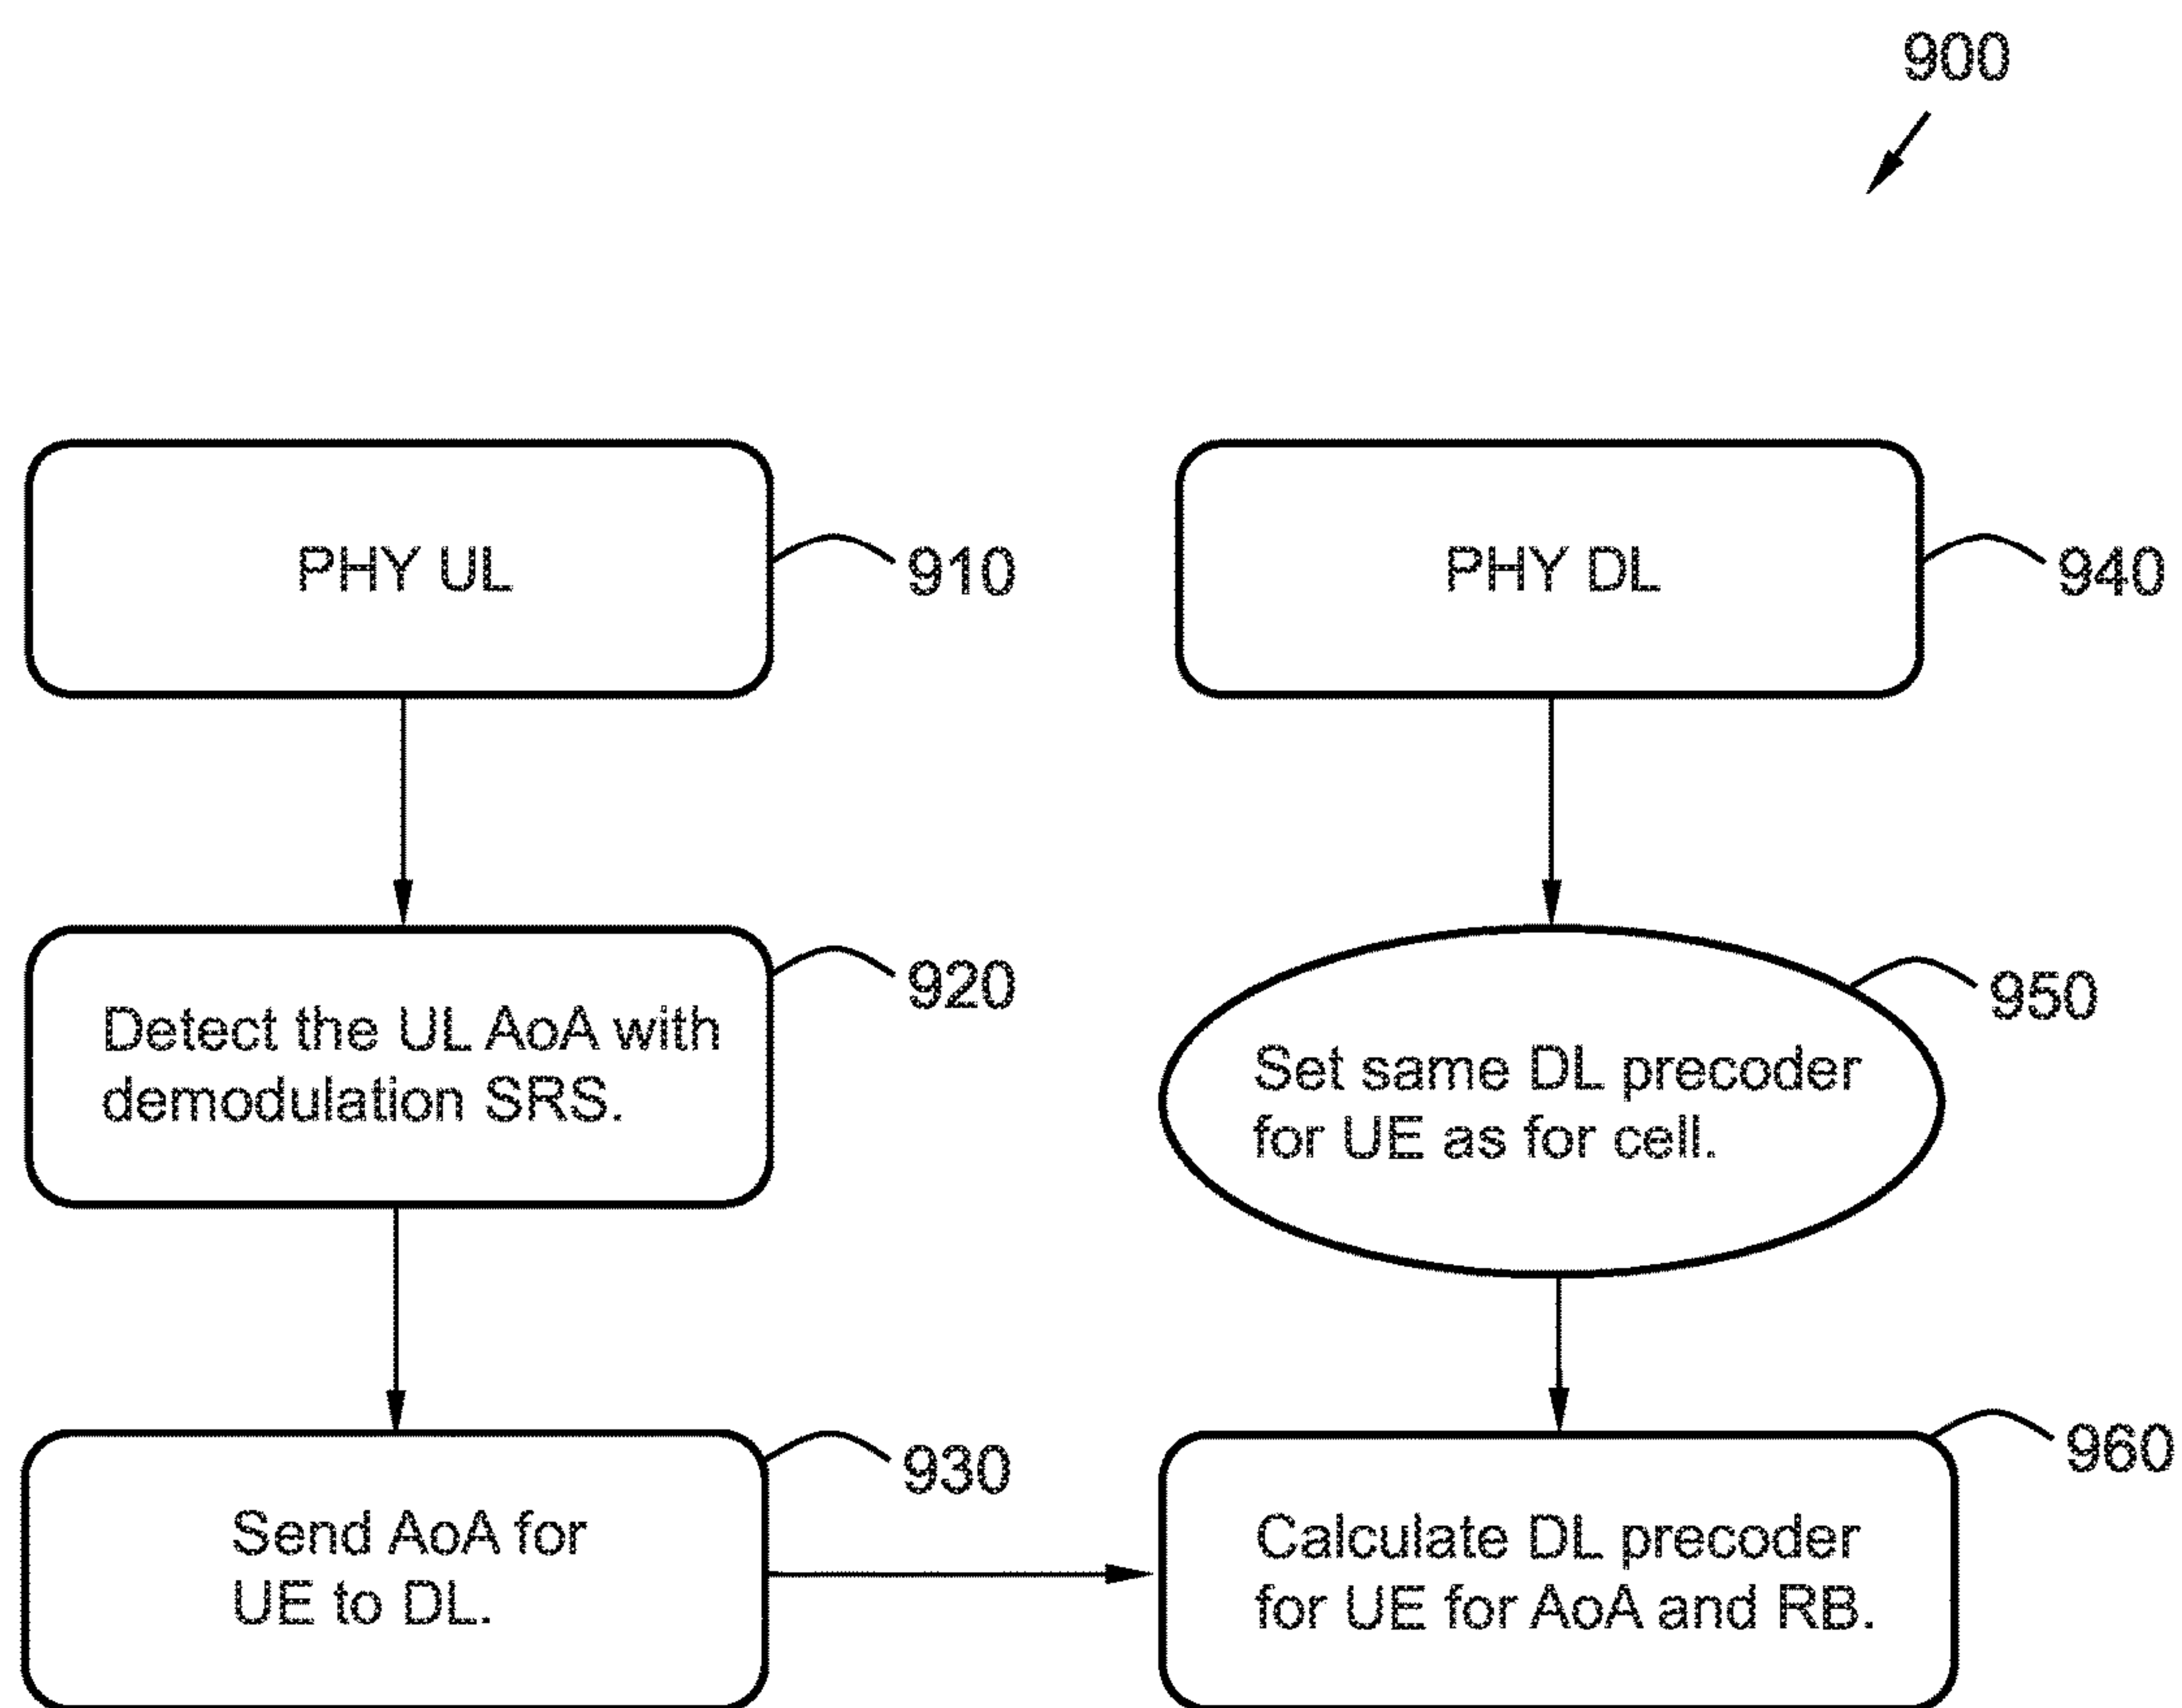 900
PHY UL
910
PHY DL
940
Detect the UL AoA with
demodulation SRS.
920
Set same DL precoder
for UE as for cell.
950
Send AoA for
UE to DL.
930
Calculate DL precoder
for UE for AoA and RB.
960